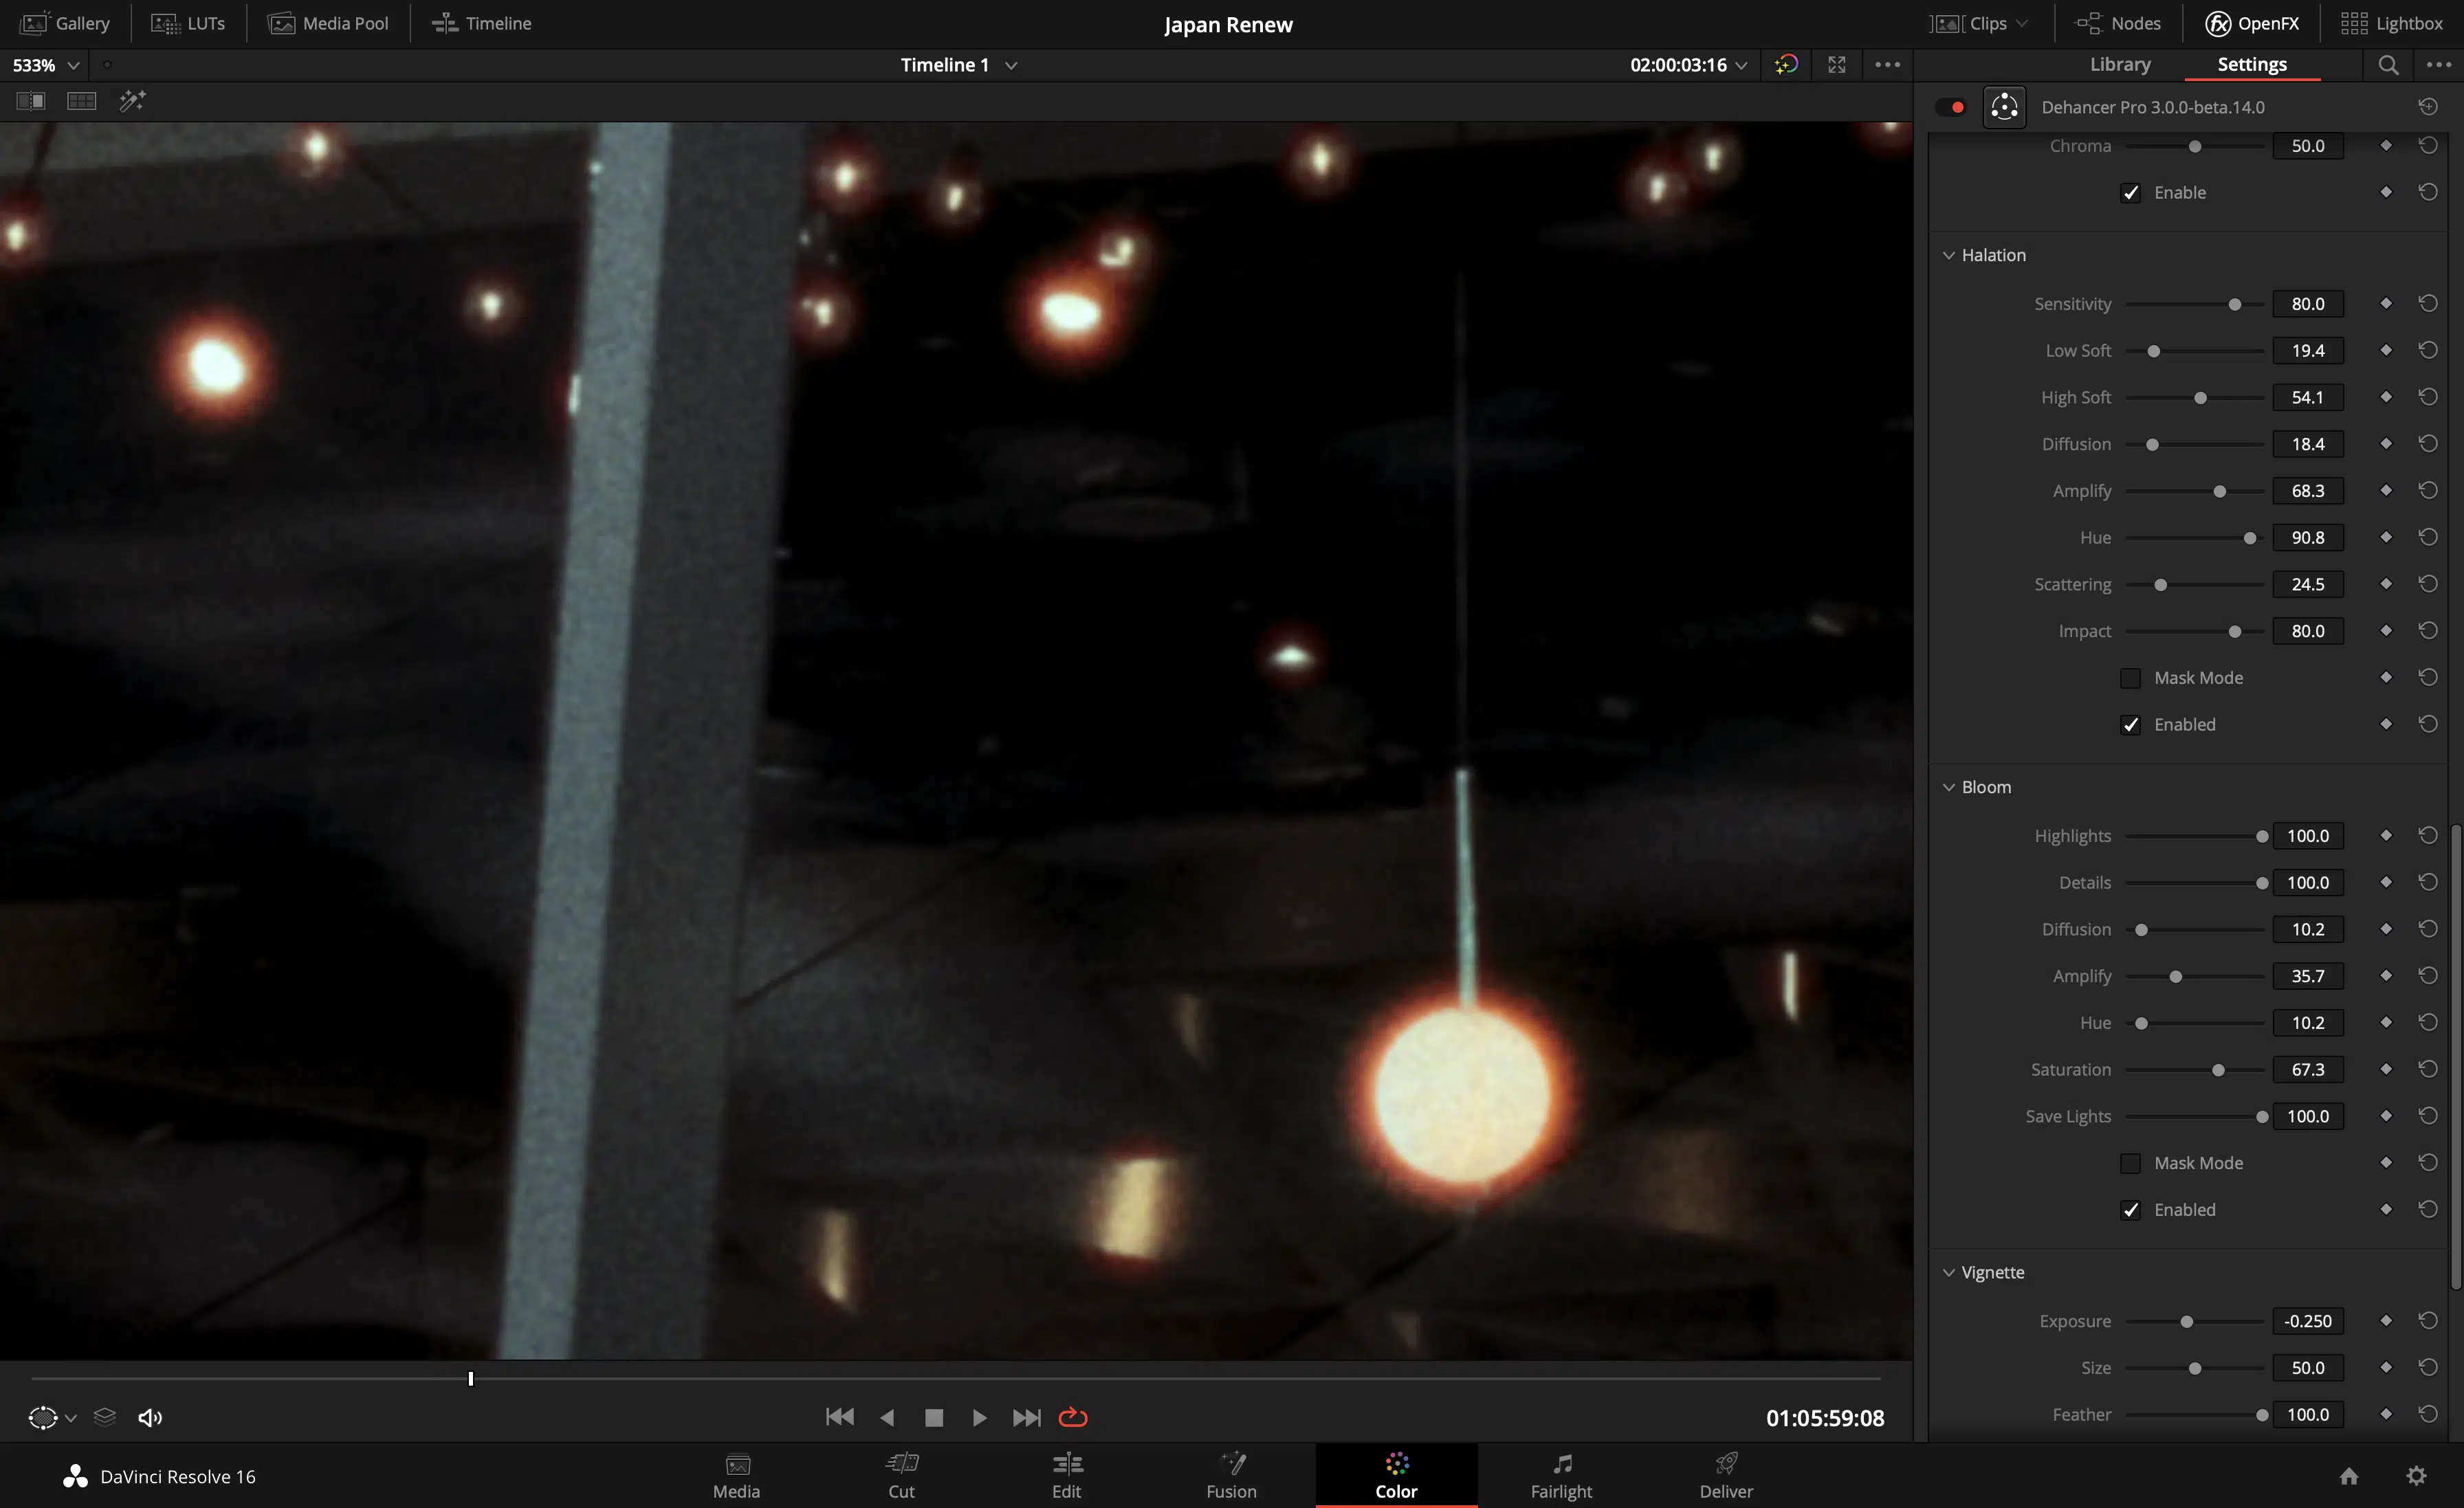 Gallery LUTs Media Pool Timeline Japan Renew Clips Nodes fx OpenFX Lightbox
533% Timeline 1 02:00:03:16 Library Settings
Dehancer Pro 3.0.0-beta.14.0
Chroma 50.0
Enable
Halation
Sensitivity 80.0
Low Soft 19.4
High Soft 54.1
Diffusion 18.4
Amplify 68.3
Hue 90.8
Scattering 24.5
Impact 80.0
Mask Mode
Enabled
Bloom
Highlights 100.0
Details 100.0
Diffusion 10.2
Amplify 35.7
Hue 10.2
Saturation 67.3
Save Lights 100.0
Mask Mode
Enabled
Vignette
Exposure -0.250
Size 50.0
Feather 100.0
01:05:59:08
DaVinci Resolve 16 Media Cut Edit Fusion Color Fairlight Deliver